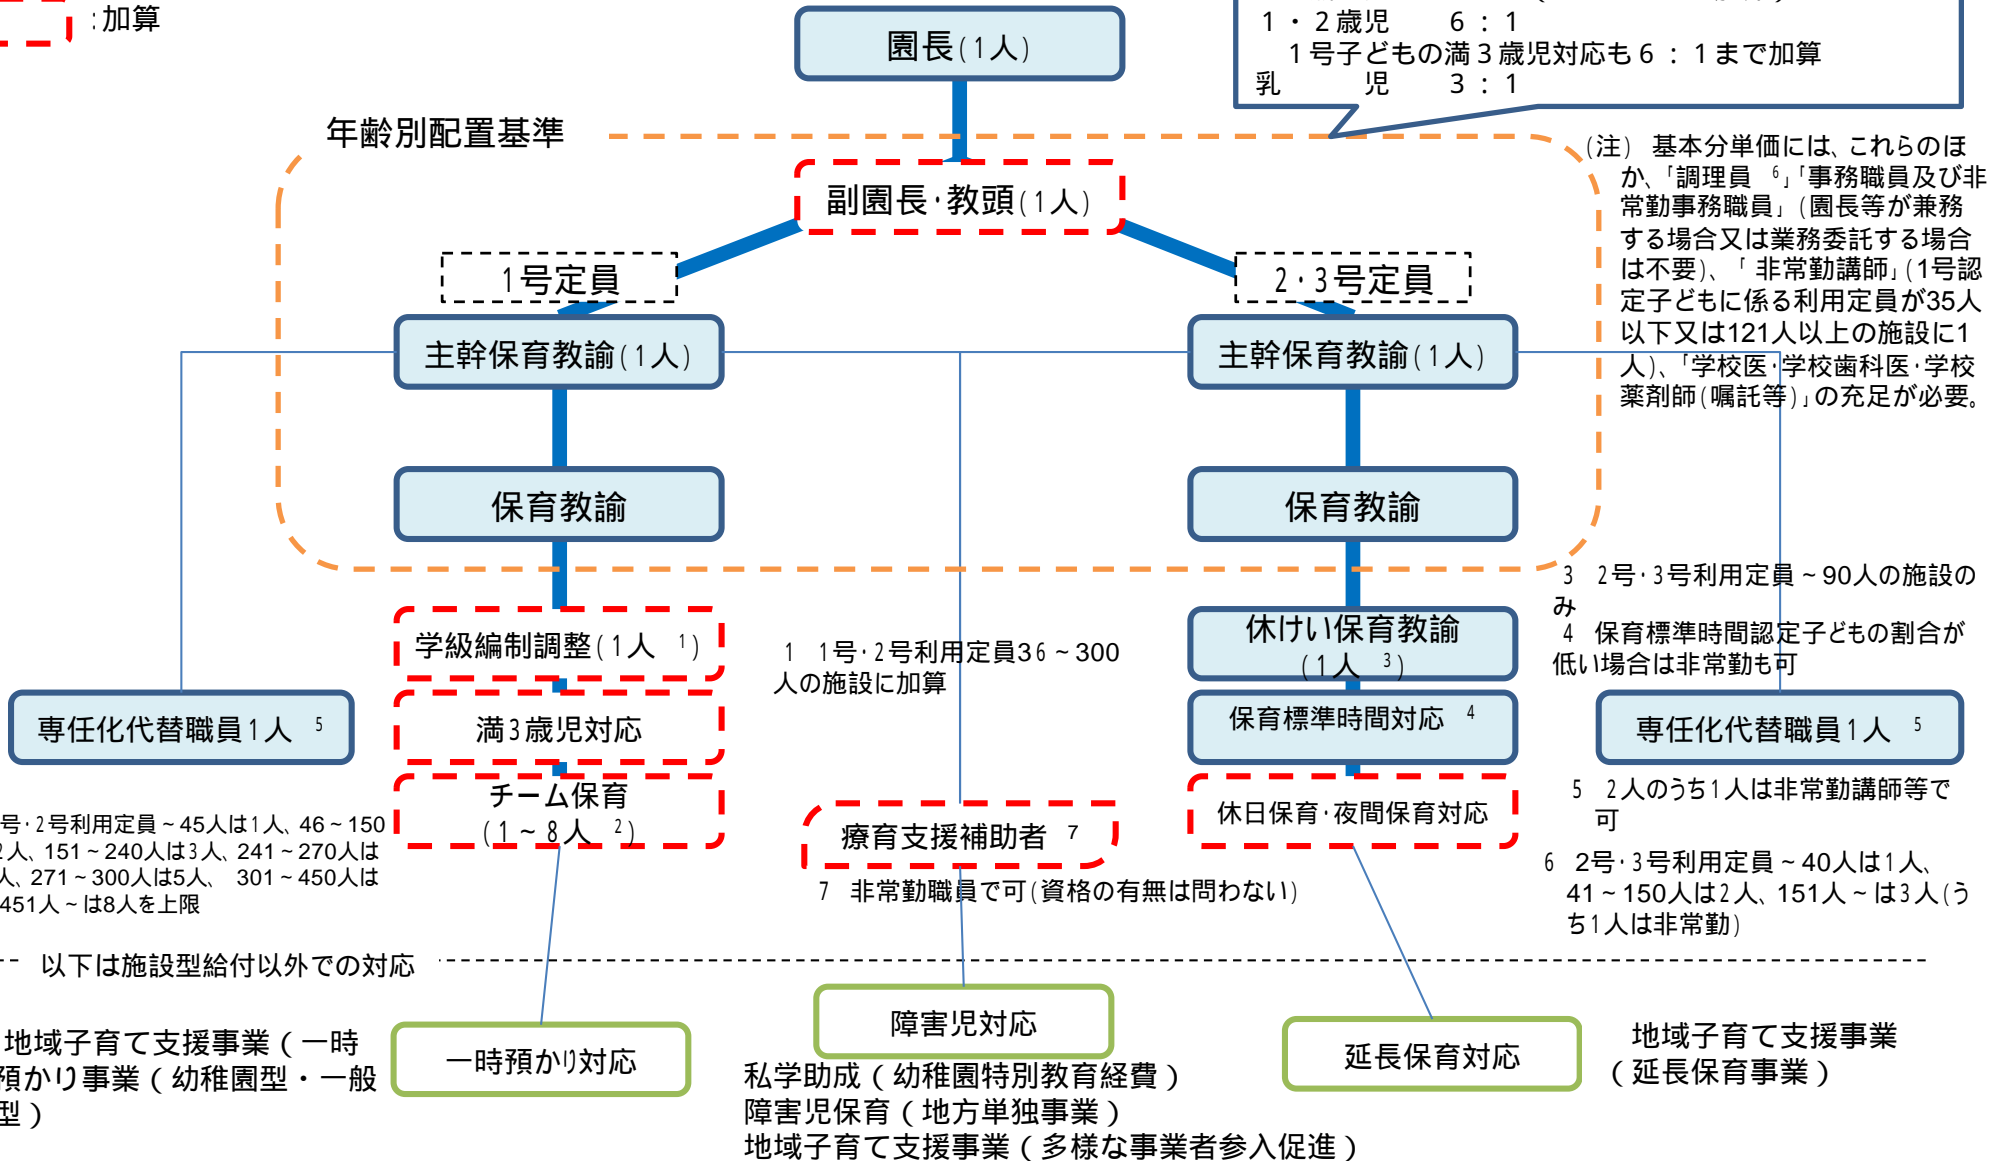 ：加算
園長（1人）
1・2歳児　6：1
1号子どもの満3歳児対応も6：1まで加算
乳　児　3：1
年齢別配置基準
副園長・教頭（1人）
（注）　基本分単価には、これらのほ
か、「調理員 6」「事務職員及び非
常勤事務職員」（園長等が兼務
する場合又は業務委託する場合
は不要）、「非常勤講師」（1号認
定子どもに係る利用定員が35人
以下又は121人以上の施設に1
人）、「学校医・学校歯科医・学校
薬剤師（嘱託等）」の充足が必要。
1号定員
2・3号定員
主幹保育教諭（1人）
主幹保育教諭（1人）
保育教諭
保育教諭
3　2号・3号利用定員～90人の施設の
み
4　保育標準時間認定子どもの割合が
低い場合は非常勤も可
学級編制調整（1人 1）
1　1号・2号利用定員36～300
人の施設に加算
休けい保育教諭
（1人 3）
専任化代替職員1人 5
満3歳児対応
保育標準時間対応 4
専任化代替職員1人 5
チーム保育
（1～8人 2）
療育支援補助者 7
休日保育・夜間保育対応
5　2人のうち1人は非常勤講師等で
可
号・2号利用定員～45人は1人、46～150
2人、151～240人は3人、241～270人は
人、271～300人は5人、 301～450人は
451人～は8人を上限
7　非常勤職員で可（資格の有無は問わない）
6　2号・3号利用定員～40人は1人、
41～150人は2人、151人～は3人（う
ち1人は非常勤）
以下は施設型給付以外での対応
地域子育て支援事業（一時
預かり事業（幼稚園型・一般
型）
一時預かり対応
障害児対応
私学助成（幼稚園特別教育経費）
障害児保育（地方単独事業）
地域子育て支援事業（多様な事業者参入促進）
延長保育対応
地域子育て支援事業
（延長保育事業）